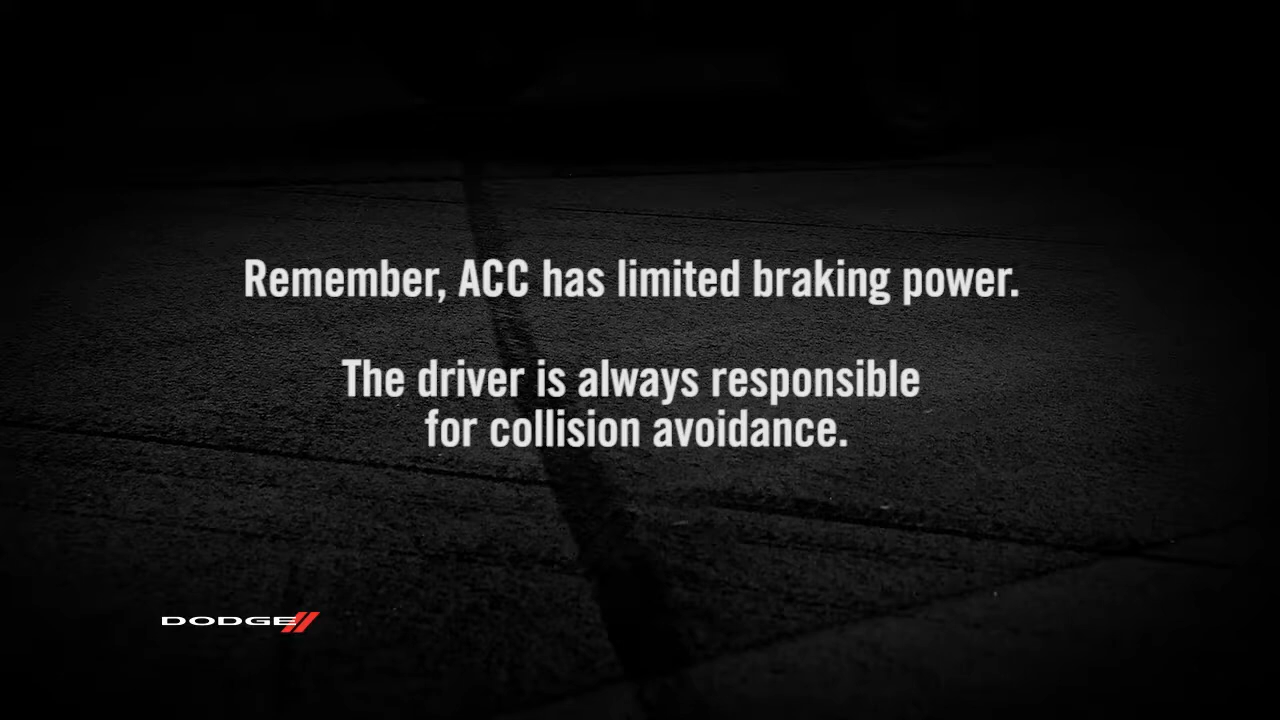 Remember, ACC has limited braking power.
The driver is always responsible
for collision avoidance.
DODGE